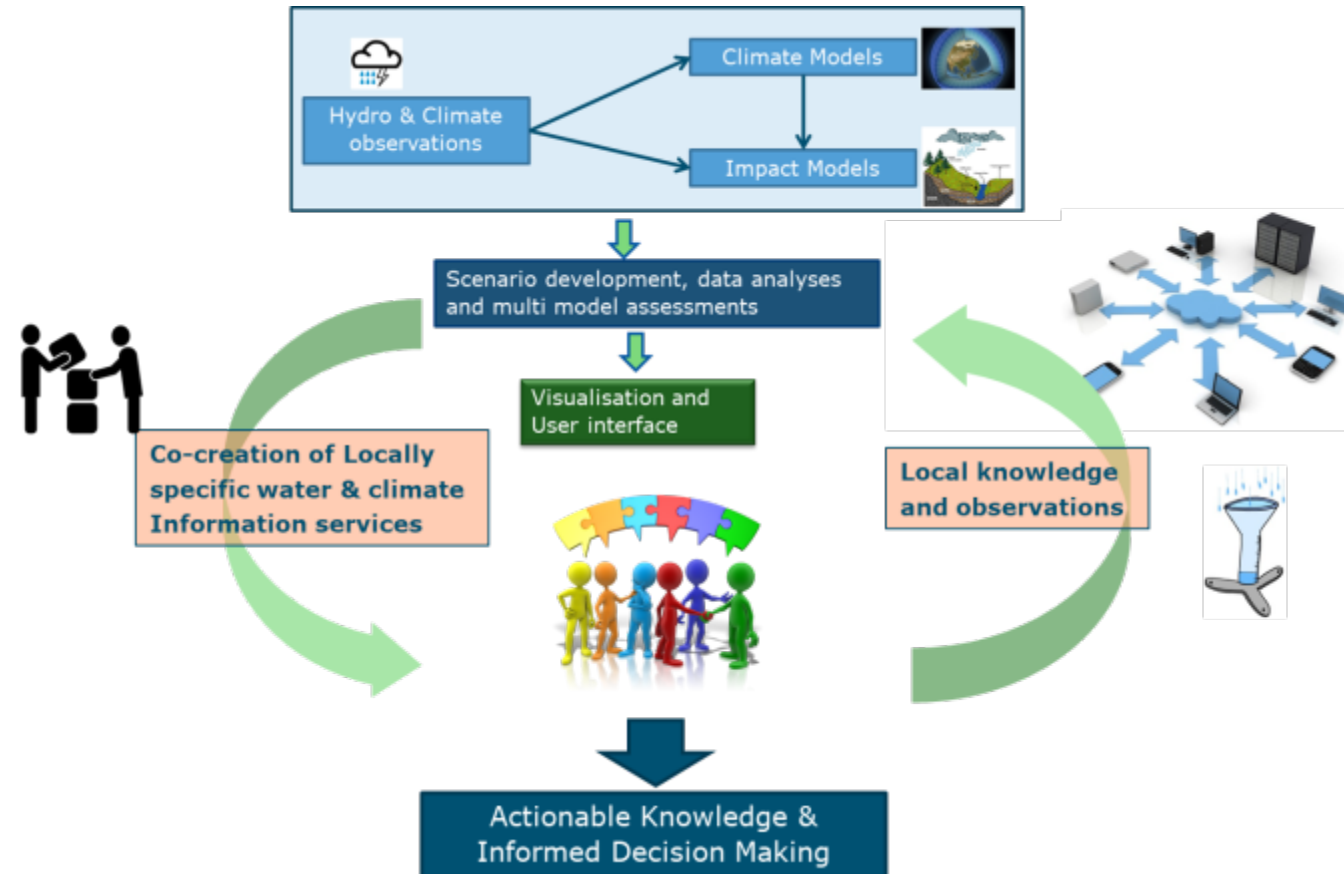 Climate Models
Hydro & Climate
observations
Impact Models
Scenario development, data analyses
and multi model assessments
Visualisation and
User interface
Co-creation of Locally
specific water & climate
Information services
Local knowledge
and observations
Actionable Knowledge &
Informed Decision Making